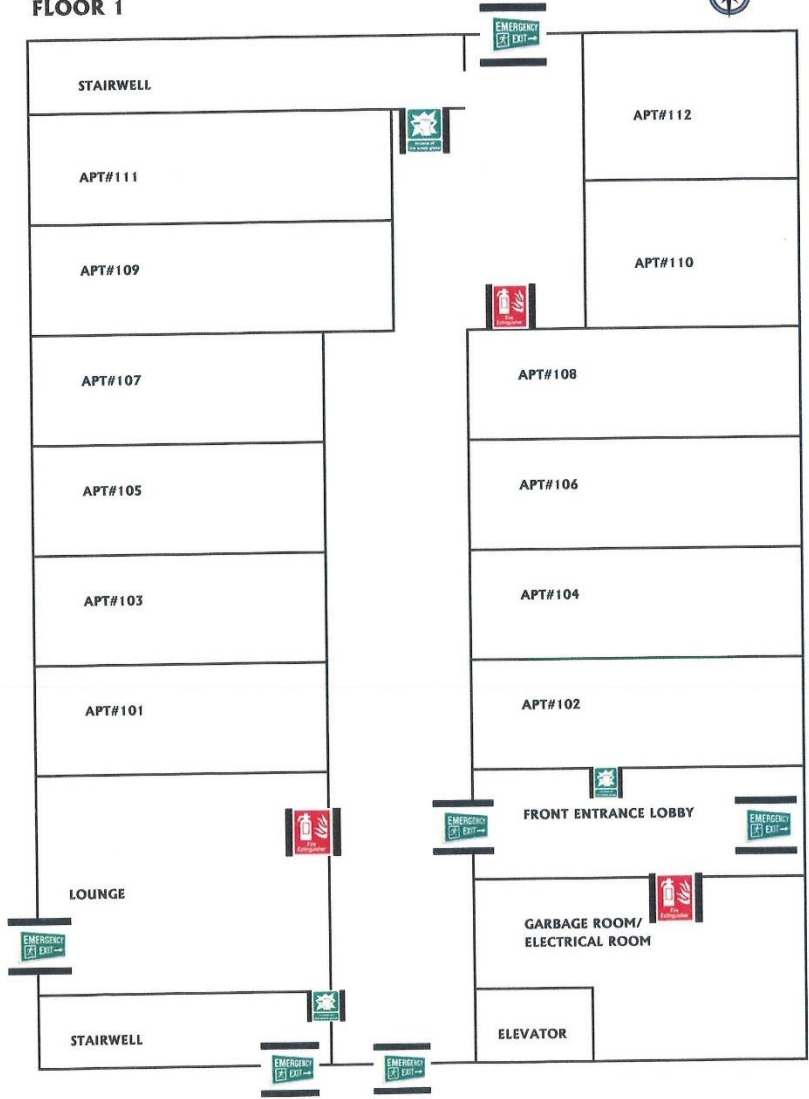 FLOOR 1
EMERGENCY
EXIT
STAIRWELL
APT#112
APT#111
APT#109
APT#110
Fire
Extinguisher
APT#107
APT#108
APT#105
APT#106
APT#103
APT#104
APT#101
APT#102
FRONT ENTRANCE LOBBY
EMERGENCY
EXIT
EMERGENCY
EXIT
Fire
Extinguisher
LOUNGE
Fire
Extinguisher
GARBAGE ROOM/
ELECTRICAL ROOM
EMERGENCY
EXIT
STAIRWELL
ELEVATOR
EMERGENCY
EXIT
EMERGENCY
EXIT